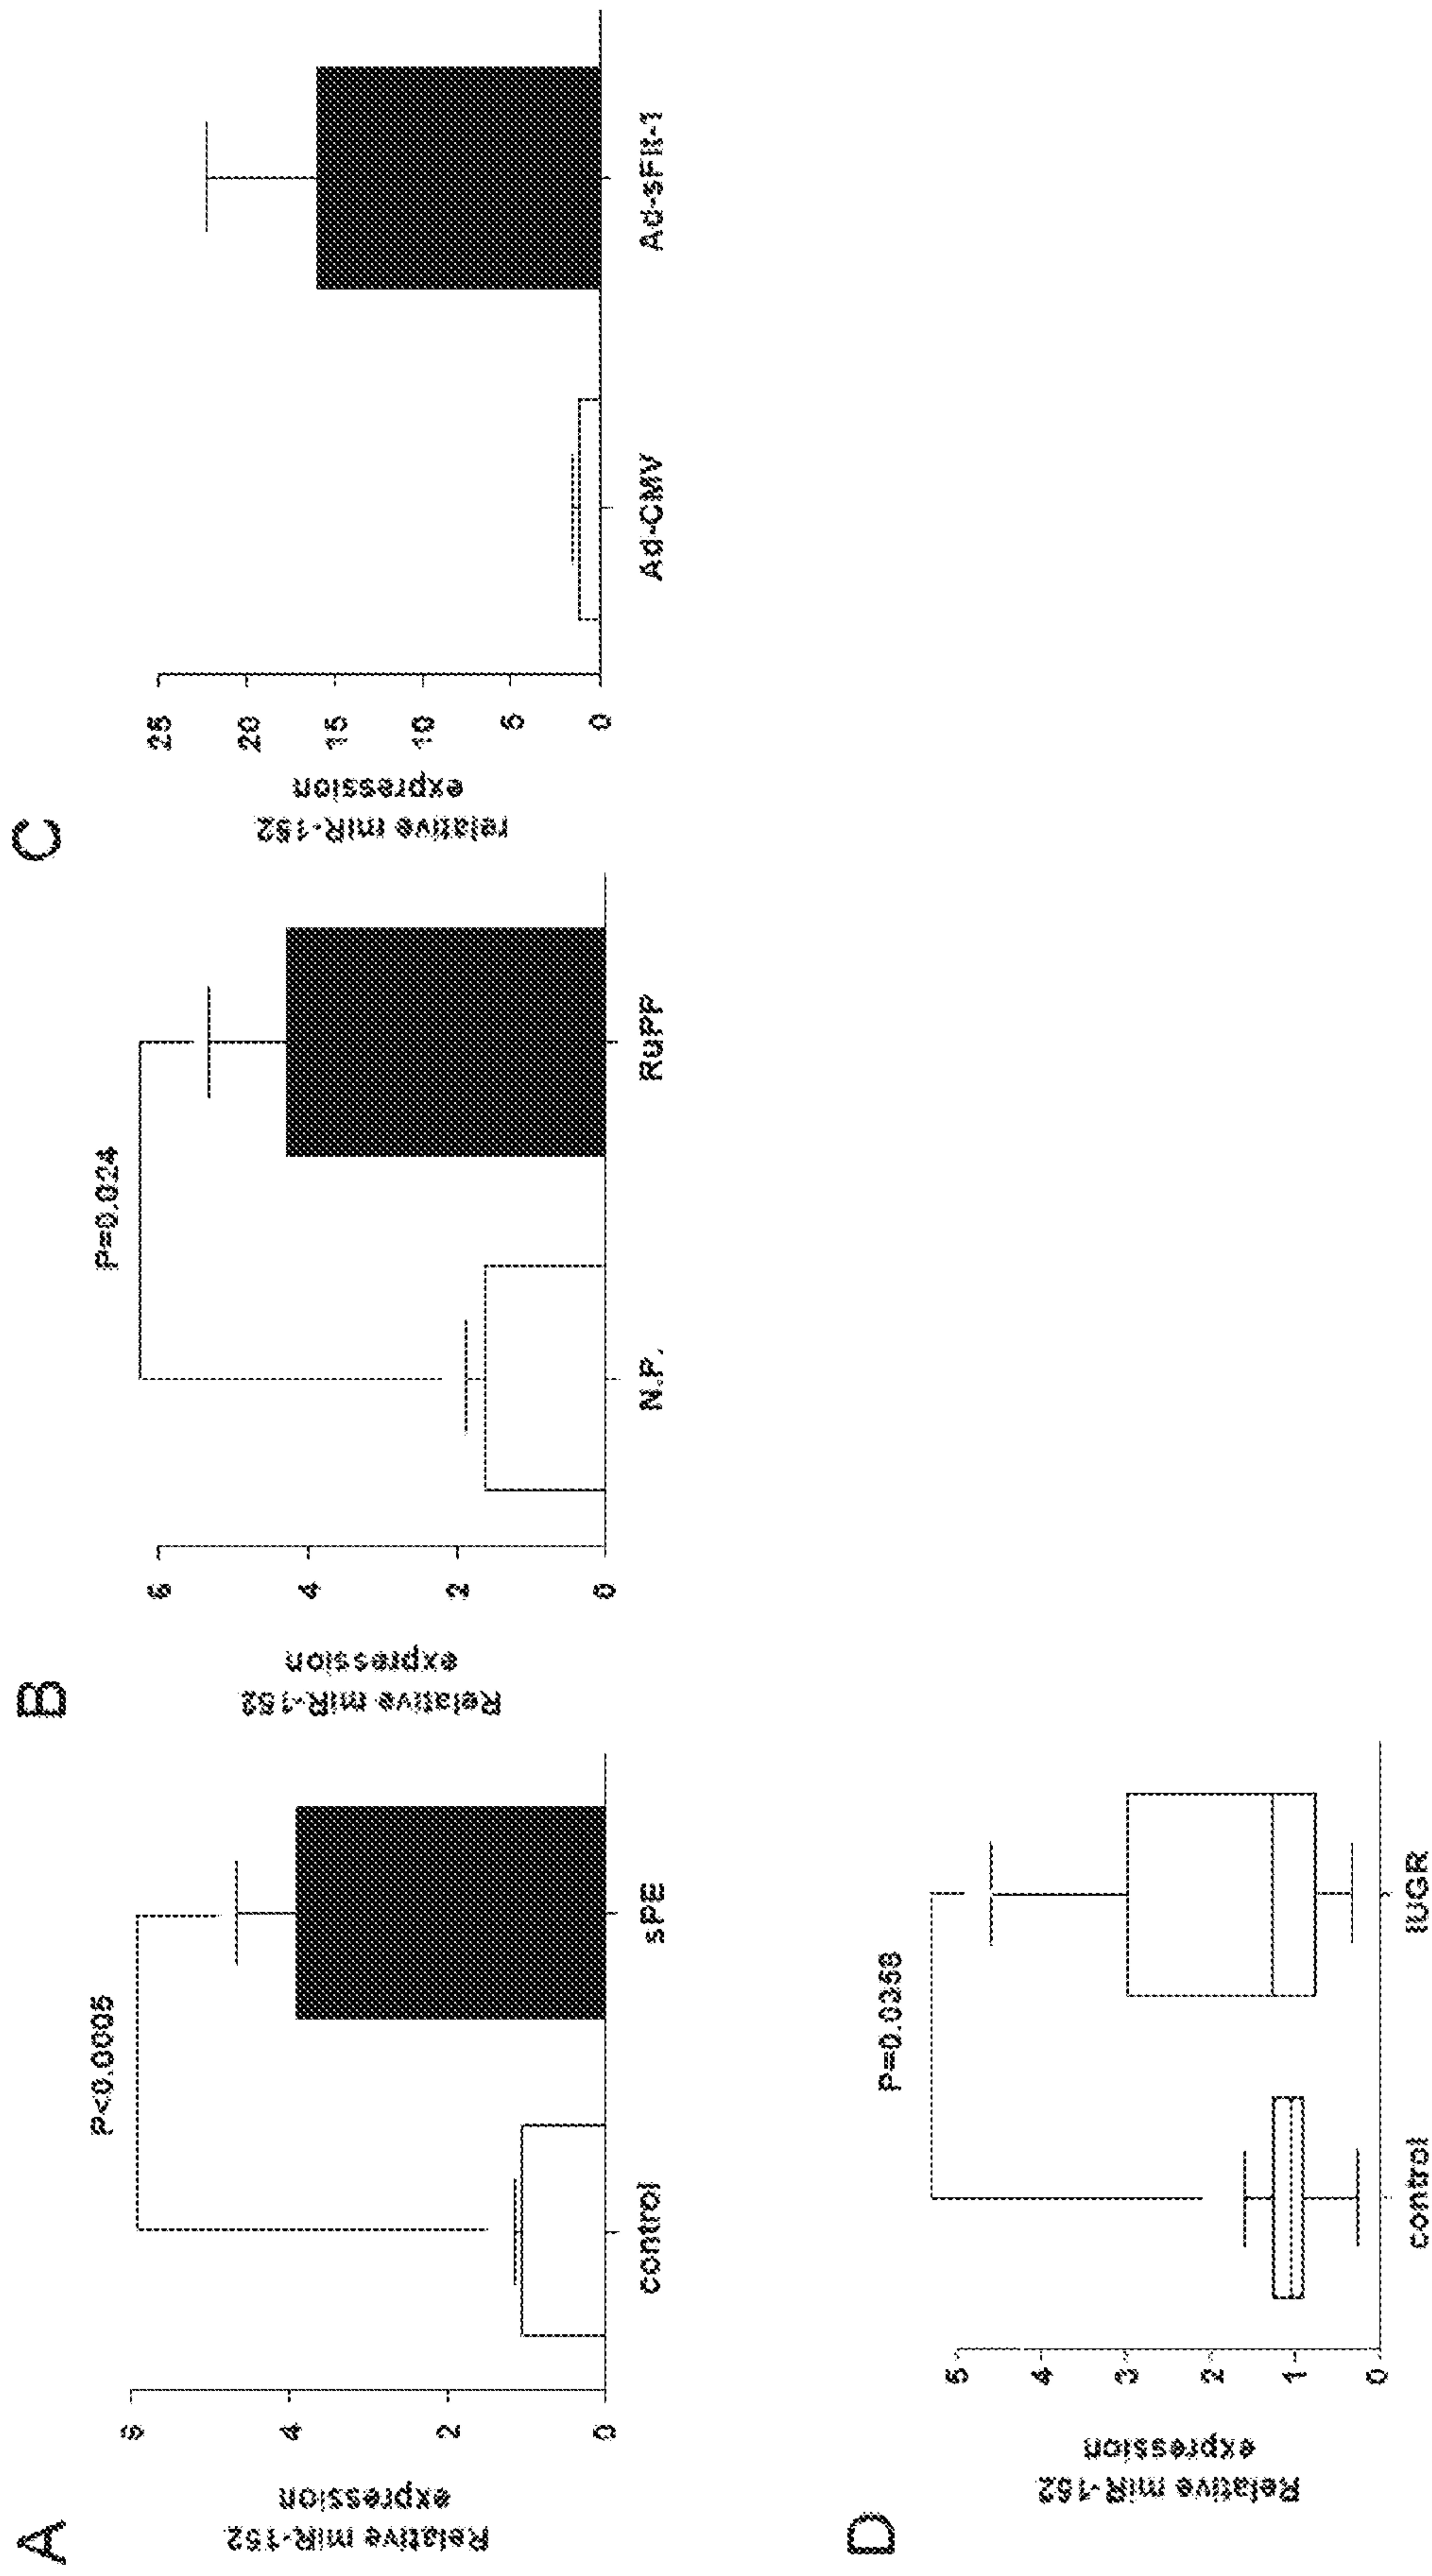 A
Relative miR-152
expression
6
4
2
0
P<0.0005
control
sPE
B
Relative miR-152
expression
6
4
2
0
P=0.024
N.P.
RuPP
C
relative miR-152
expression
25
20
15
10
5
0
Ad-CMV
Ad-sFlt-1
D
Relative miR-152
expression
5
4
3
2
1
0
control
IUGR